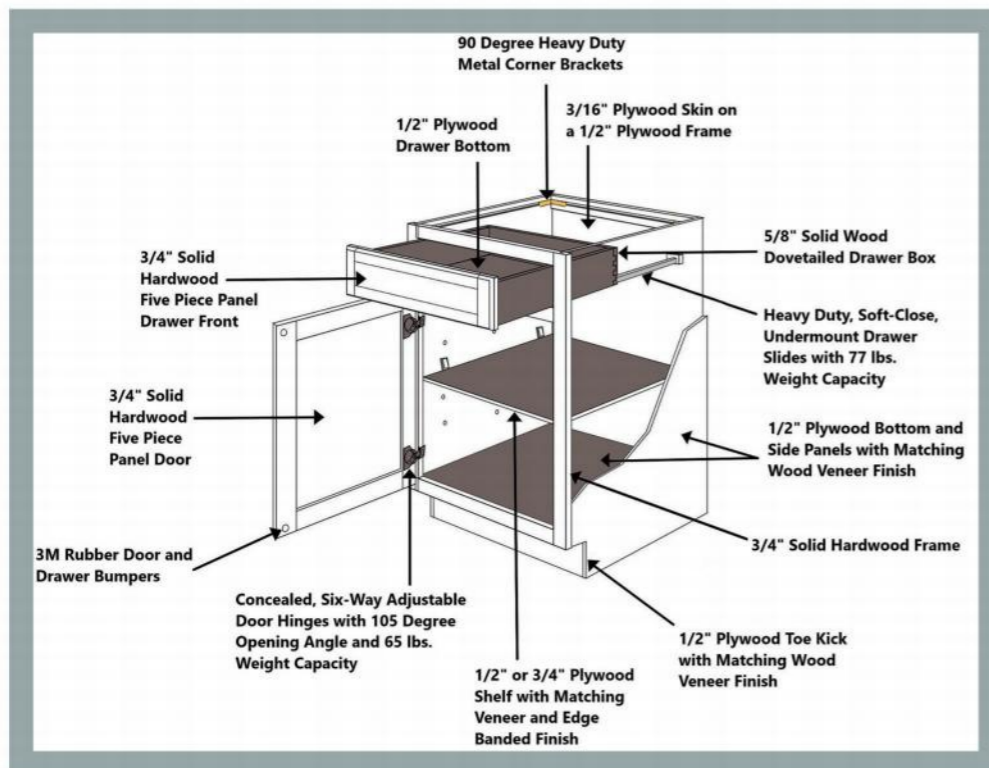 90 Degree Heavy Duty
Metal Corner Brackets
3/16" Plywood Skin on
a 1/2" Plywood Frame
1/2" Plywood
Drawer Bottom
5/8" Solid Wood
Dovetailed Drawer Box
3/4" Solid
Hardwood
Five Piece Panel
Drawer Front
Heavy Duty, Soft-Close,
Undermount Drawer
Slides with 77 lbs.
Weight Capacity
3/4" Solid
Hardwood
Five Piece
Panel Door
1/2" Plywood Bottom and
Side Panels with Matching
Wood Veneer Finish
3/4" Solid Hardwood Frame
3M Rubber Door and
Drawer Bumpers
Concealed, Six-Way Adjustable
Door Hinges with 105 Degree
Opening Angle and 65 lbs.
Weight Capacity
1/2" Plywood Toe Kick
with Matching Wood
Veneer Finish
1/2" or 3/4" Plywood
Shelf with Matching
Veneer and Edge
Banded Finish